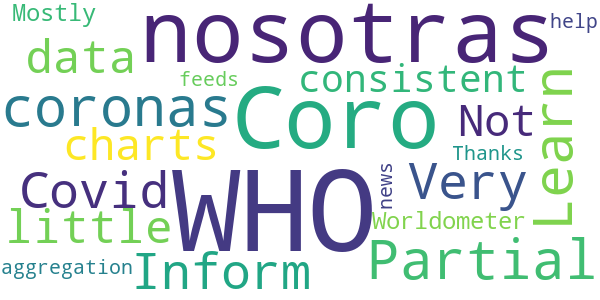 Mostly
nosotras
help
data
feeds
consistent
Learn
coronas
Coro
Not
charts
Thanks
Covid
WHO
news
Very
little
Worldometer
Partial
aggregation
Inform